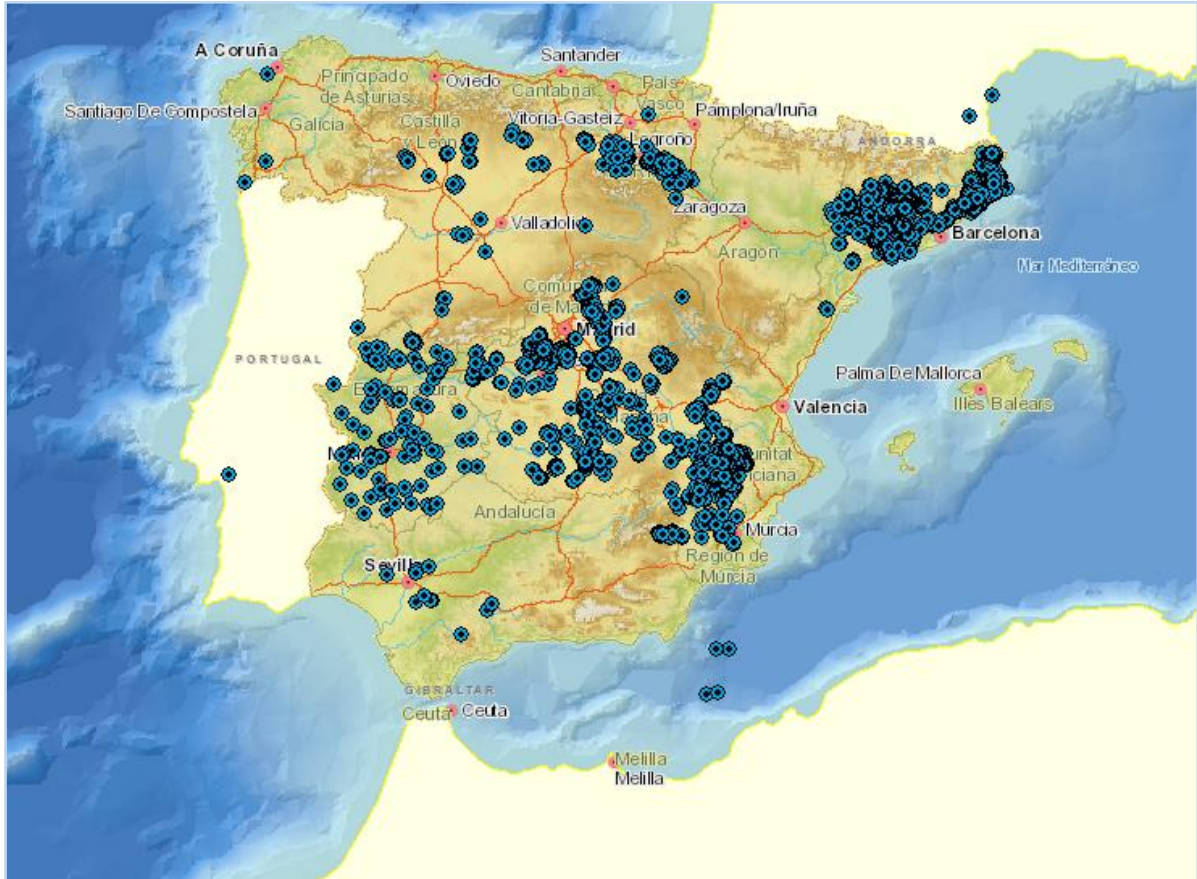 A Coruña
Santander
Principado
de Asturias
Oviedo
Cantabria
País
Vasco
Santiago De Compostela
Galicia
Castilla
y León
Vitoria-Gasteiz
Pamplona/Iruña
Logroño
ANDORRA
Zaragoza
Valladolid
Barcelona
Aragon
Mar Mediterráneo
Madrid
PORTUGAL
Palma De Mallorca
Illes Balears
Valencia
Andalucía
Murcia
Región de
Murcia
Sevilla
GIBRALTAR
Ceuta
Ceuta
Melilla
Melilla